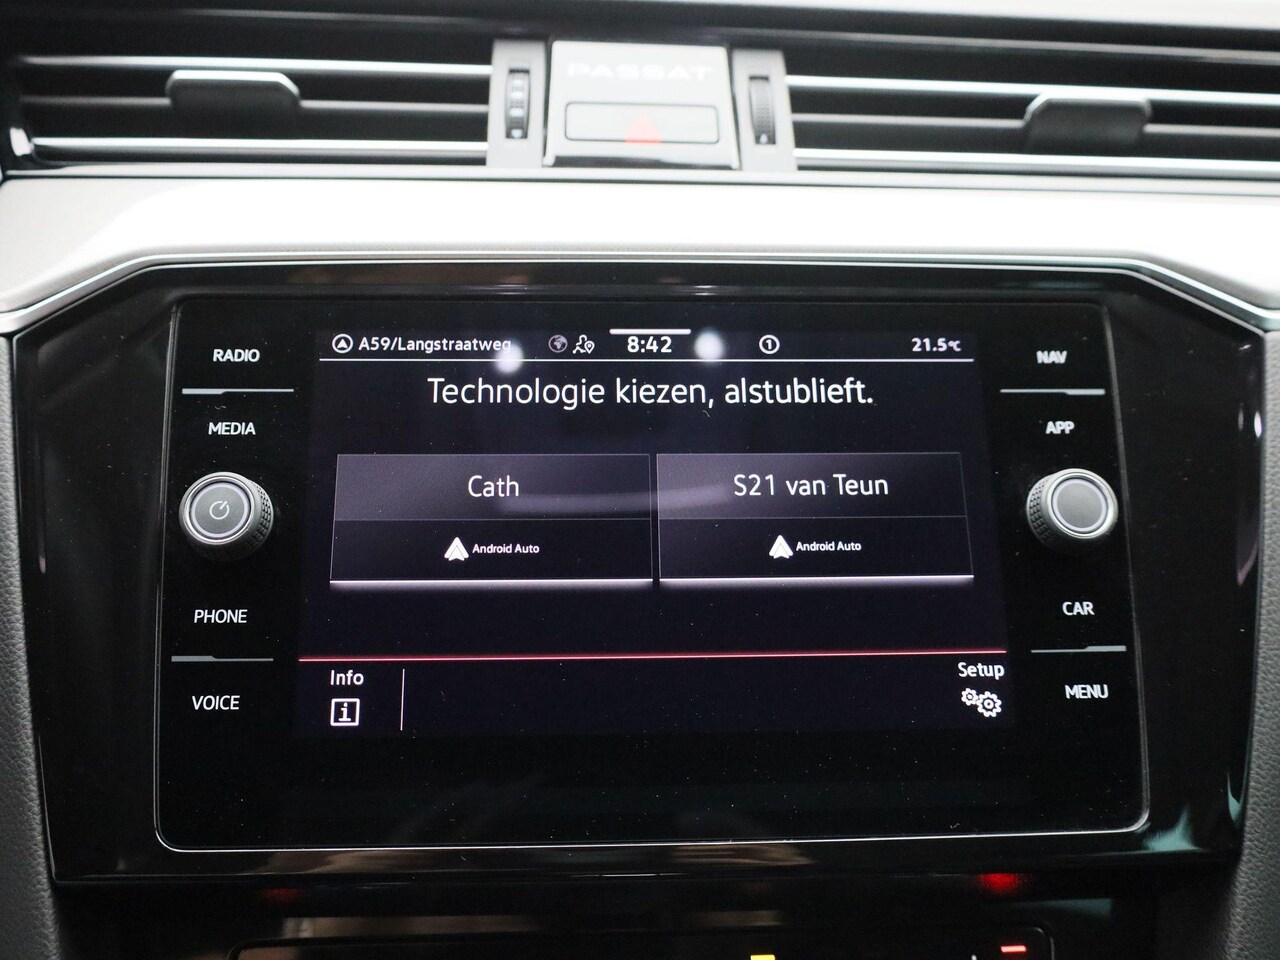 PASSAT
RADIO
MEDIA
PHONE
VOICE
A59/Langstraatweg
8:42
1
21.5°C
Technologie kiezen, alstublieft.
Cath
Android Auto
S21 van Teun
Android Auto
Info
i
Setup
NAV
APP
CAR
MENU